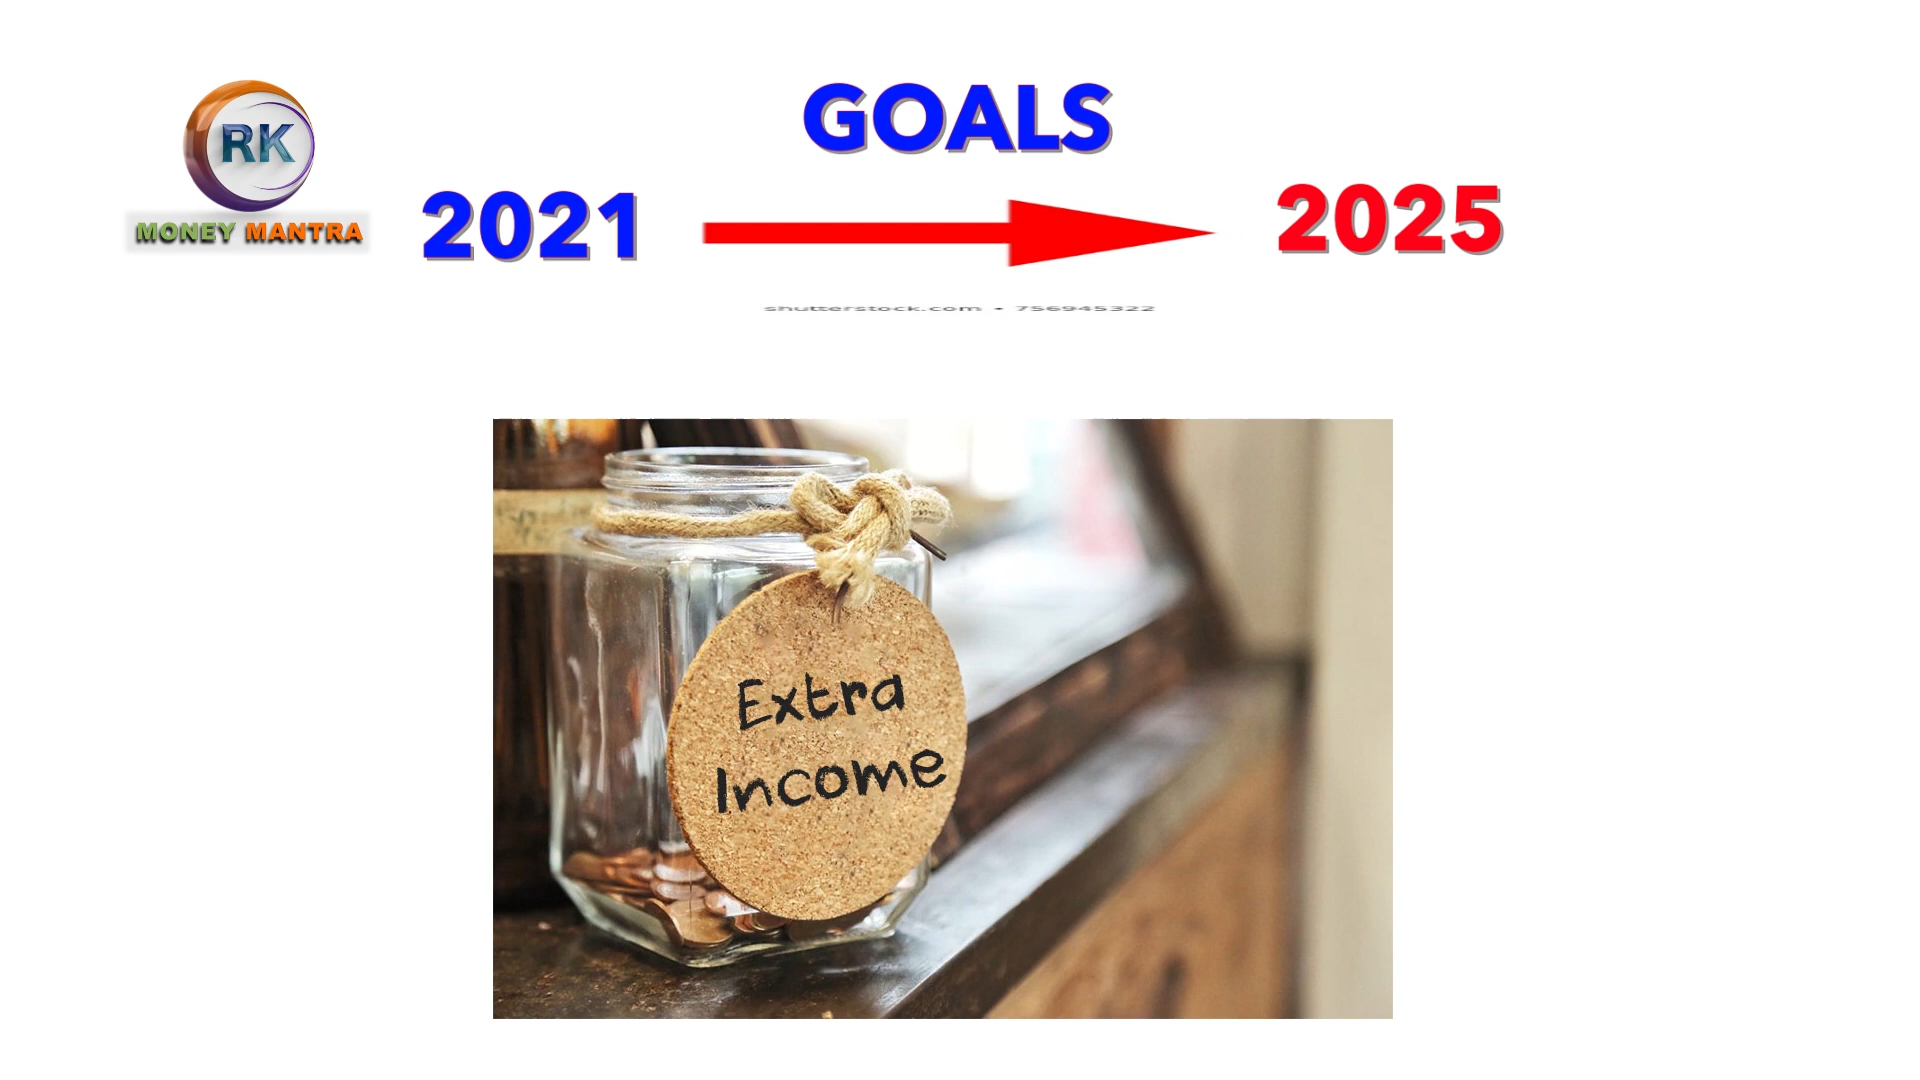 RK
MONEY MANTRA
GOALS
2021
2025
shutterstock.com • 756945322
Extra
Income